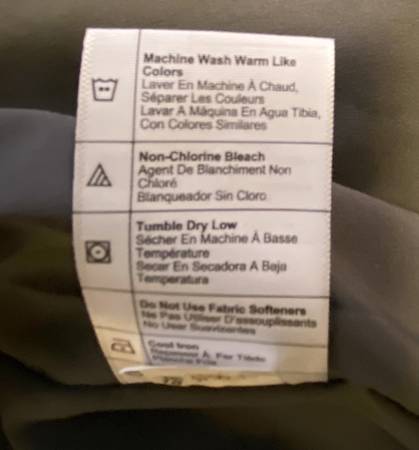 Machine Wash Warm Like
Colors
Laver En Machine À Chaud,
Séparer Les Couleurs
Lavar A Máquina En Agua Tibia,
Con Colores Similares
Non-Chlorine Bleach
Agent De Blanchiment Non
Chloré
Blanqueador Sin Cloro
Tumble Dry Low
Sécher En Machine À Basse
Température
Secar En Secadora A Baja
Temperatura
Do Not Use Fabric Softeners
Ne Pas Utiliser D'assouplissants
No Usar Suavizantes
Cool Iron
Repasser À Fer Tiède